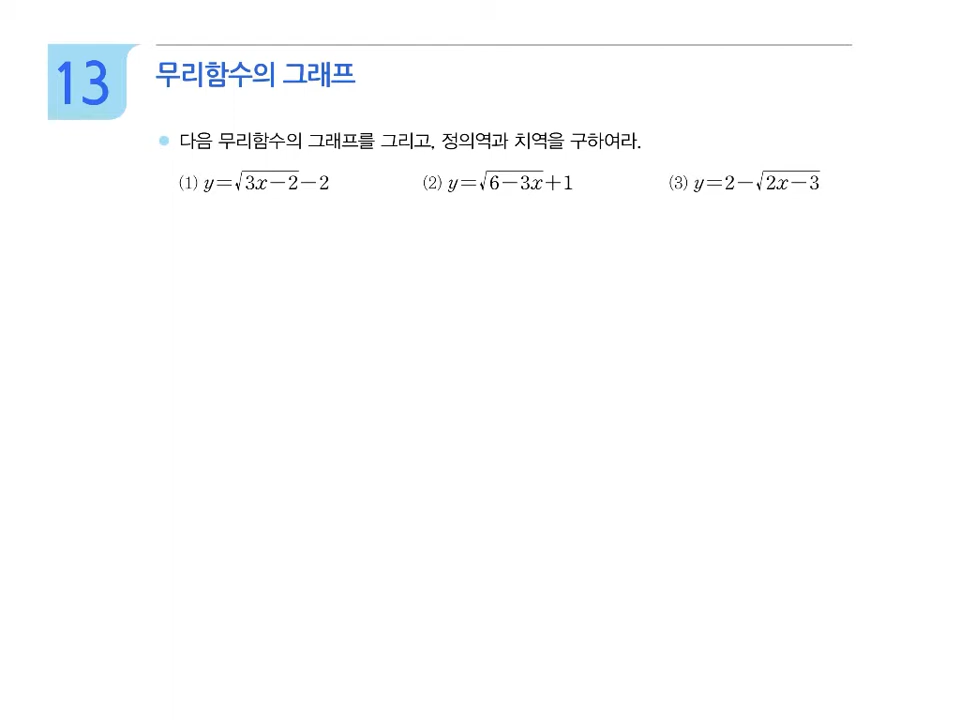 13
무리함수의 그래프
● 다음 무리함수의 그래프를 그리고, 정의역과 치역을 구하여라.
⑴ y=√(3x−2)−2 ⑵ y=√(6−3x)+1 ⑶ y=2−√(2x−3)